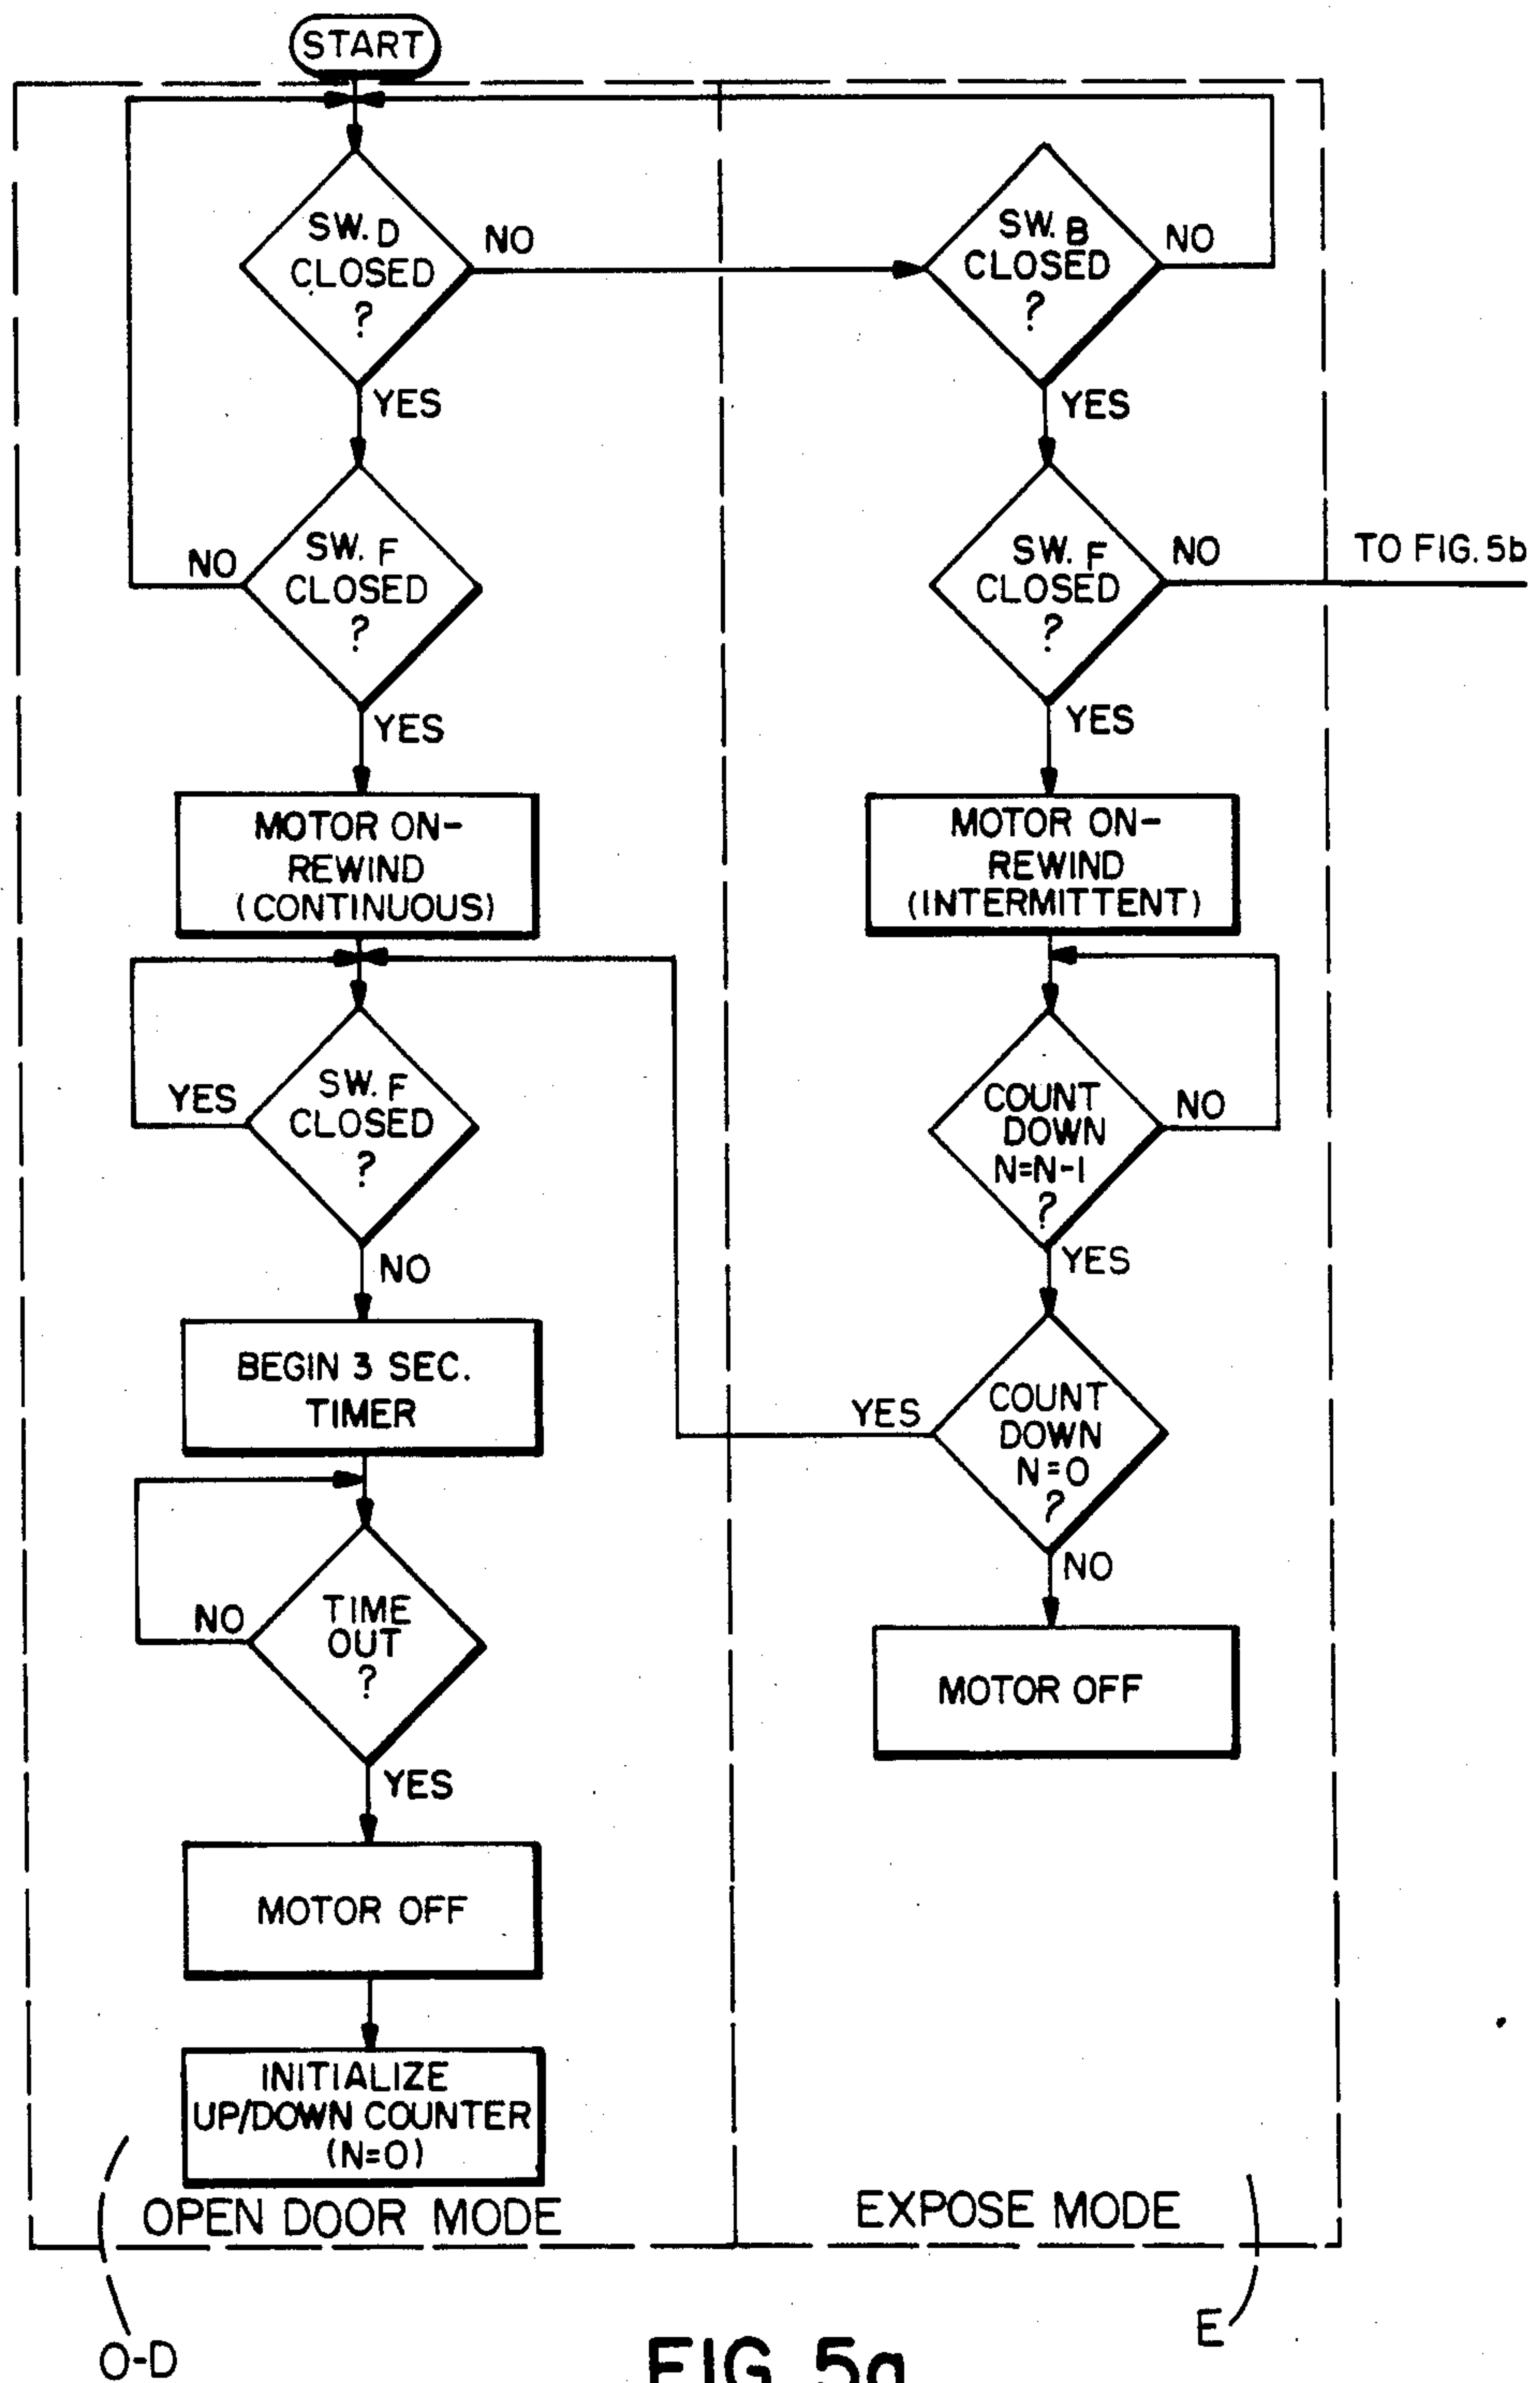 START
SW. D
CLOSED
?
NO
YES
SW. B
CLOSED
?
NO
YES
SW. F
CLOSED
?
NO
YES
SW. F
CLOSED
?
NO
TO FIG. 5b
YES
MOTOR ON-
REWIND
(CONTINUOUS)
MOTOR ON-
REWIND
(INTERMITTENT)
SW. F
CLOSED
?
YES
NO
COUNT
DOWN
N=N-1
?
NO
YES
BEGIN 3 SEC.
TIMER
COUNT
DOWN
N=0
?
YES
NO
TIME
OUT
?
NO
YES
MOTOR OFF
MOTOR OFF
INITIALIZE
UP/DOWN COUNTER
(N=0)
OPEN DOOR MODE
EXPOSE MODE
O-D
E
FIG. 5a